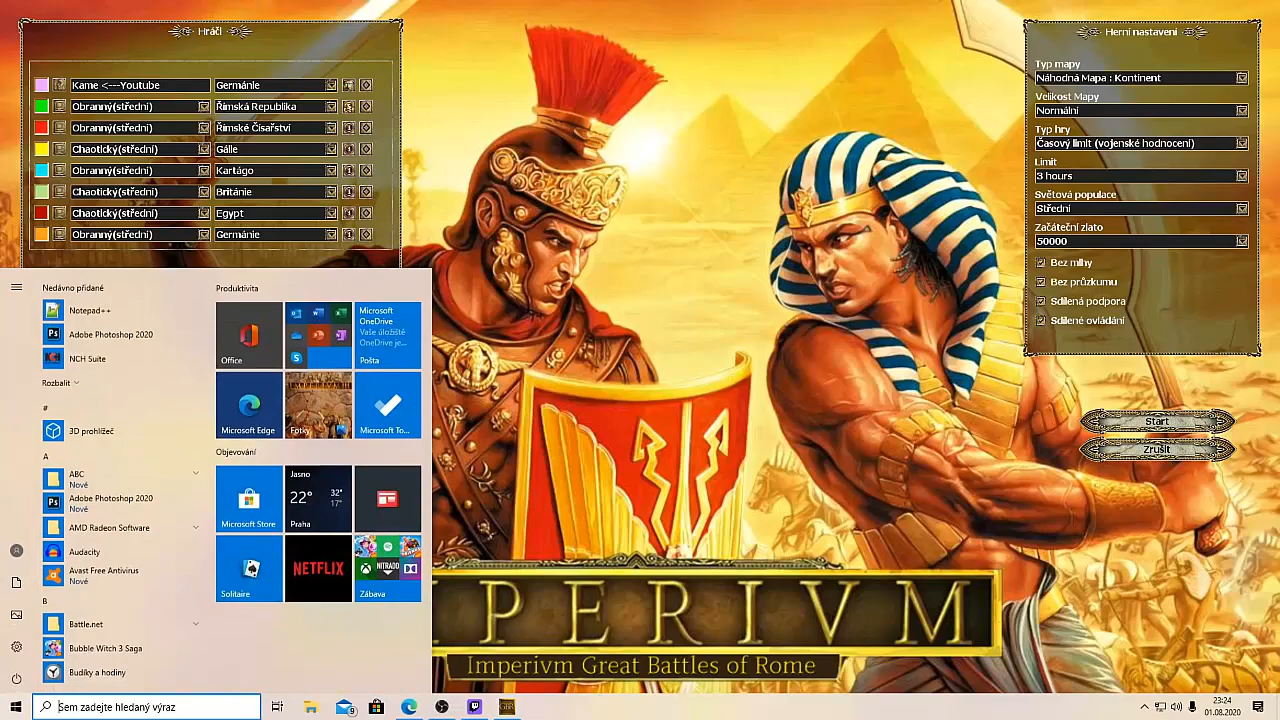 Hráči
Kame <---Youtube
Germánie
Obranný(střední)
Římská Republika
Obranný(střední)
Římské Císařství
Chaotický(střední)
Gálie
Obranný(střední)
Kartágo
Chaotický(střední)
Británie
Chaotický(střední)
Egypt
Obranný(střední)
Germánie
Herní nastavení
Typ mapy
Náhodná Mapa : Kontinent
Velikost Mapy
Normální
Typ hry
Časový limit (vojenské hodnocení)
Limit
3 hours
Světová populace
Střední
Začáteční zlato
50000
Bez mlhy
Bez průzkumu
Sdílená podpora
Sdílené ovládání
Start
Zrušit
Nedávno přidané
Notepad++
Adobe Photoshop 2020
NCH Suite
Rozbalit
#
3D prohlížeč
A
ABC
Nové
Adobe Photoshop 2020
Nové
AMD Radeon Software
Audacity
Avast Free Antivirus
Nové
B
Battle.net
Bubble Witch 3 Saga
Budíky a hodiny
Produktivita
Office
Microsoft
OneDrive
Vaše úložiště
OneDrive je...
Pošta
Microsoft Edge
Fotky
Microsoft To...
Objevování
Microsoft Store
Jasno
22° 32°
17°
Praha
Solitaire
NETFLIX
NITRADO
Zábava
PERIVM
Imperivm Great Battles of Rome
Sem zadejte hledaný výraz
9
GBR
23:24
01.08.2020